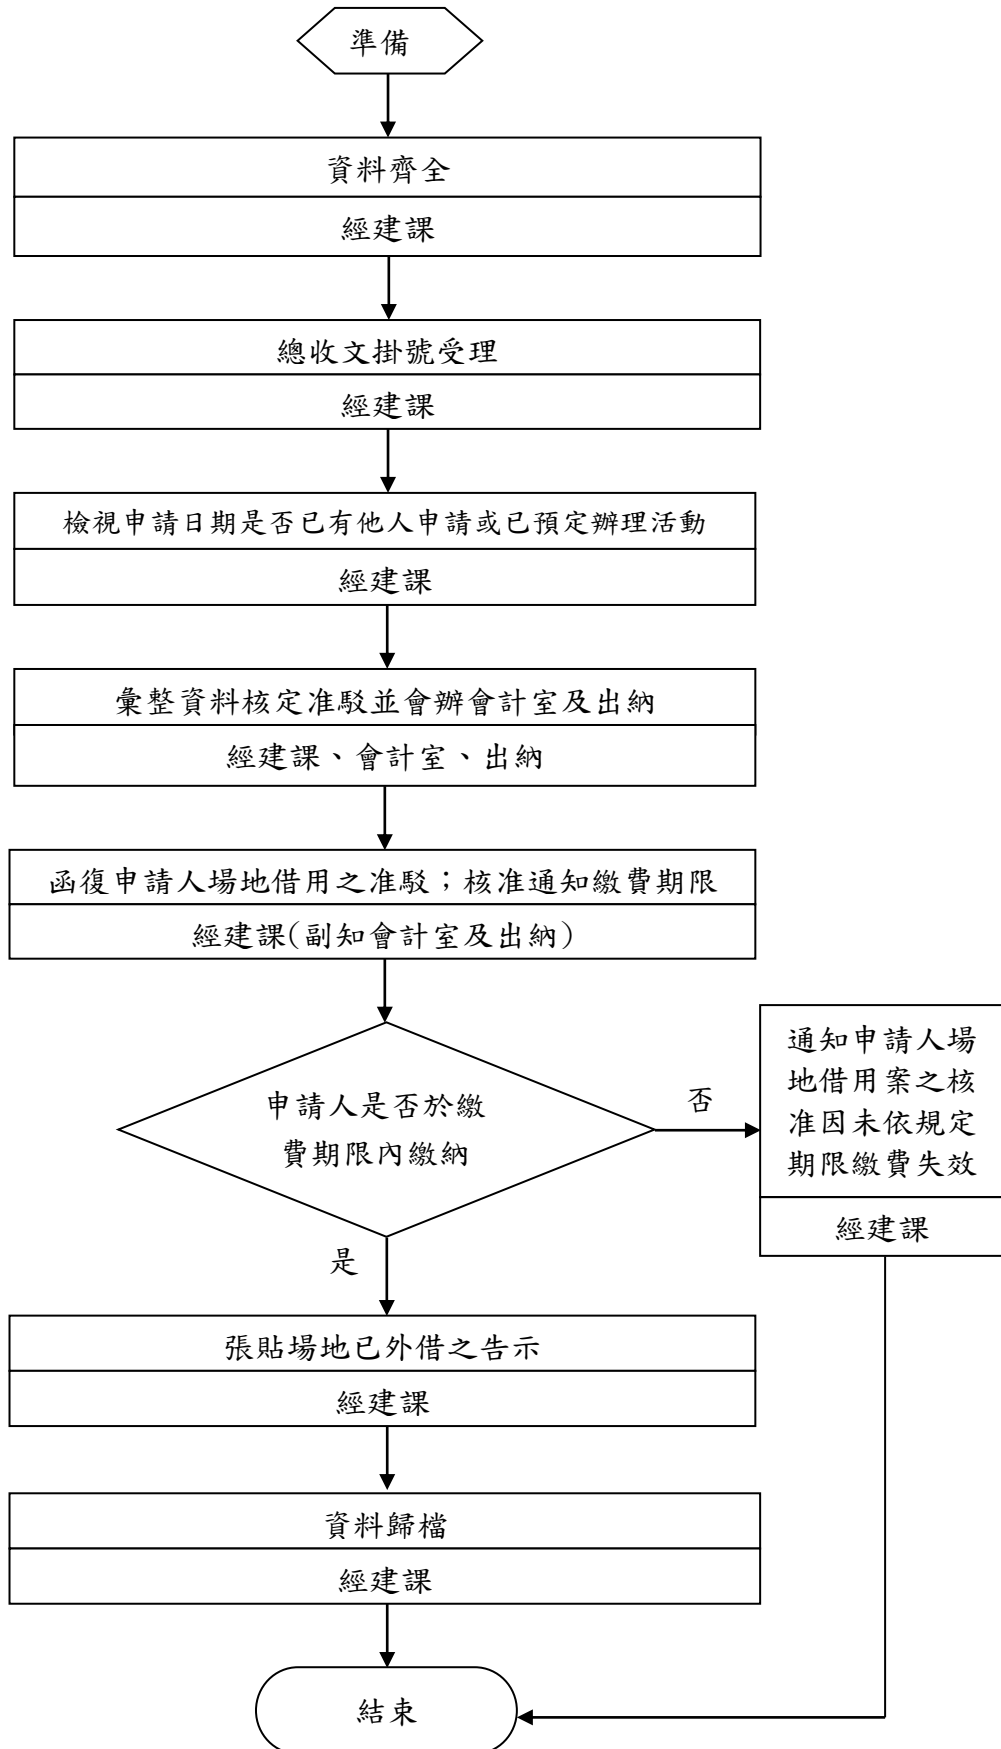 準備
資料齊全
經建課
總收文掛號受理
經建課
檢視申請日期是否已有他人申請或已預定辦理活動
經建課
彙整資料核定准駁並會辦會計室及出納
經建課、會計室、出納
函復申請人場地借用之准駁；核准通知繳費期限
經建課(副知會計室及出納)
申請人是否於繳
費期限內繳納
否
通知申請人場
地借用案之核
准因未依規定
期限繳費失效
經建課
是
張貼場地已外借之告示
經建課
資料歸檔
經建課
結束